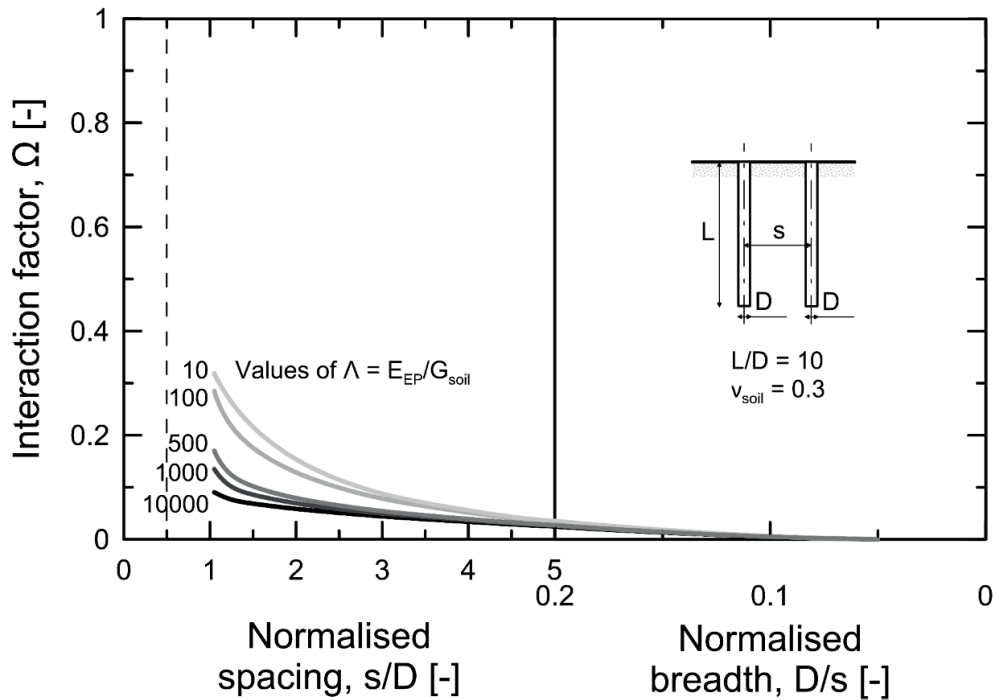 1
0.8
0.6
0.4
0.2
0
Interaction factor, Ω [-]
10
100
500
1000
10000
Values of Λ = E_EP/G_soil
L
s
D
D
L/D = 10
ν_soil = 0.3
0 1 2 3 4 5
0.2 0.1 0
Normalised
spacing, s/D [-]
Normalised
breadth, D/s [-]